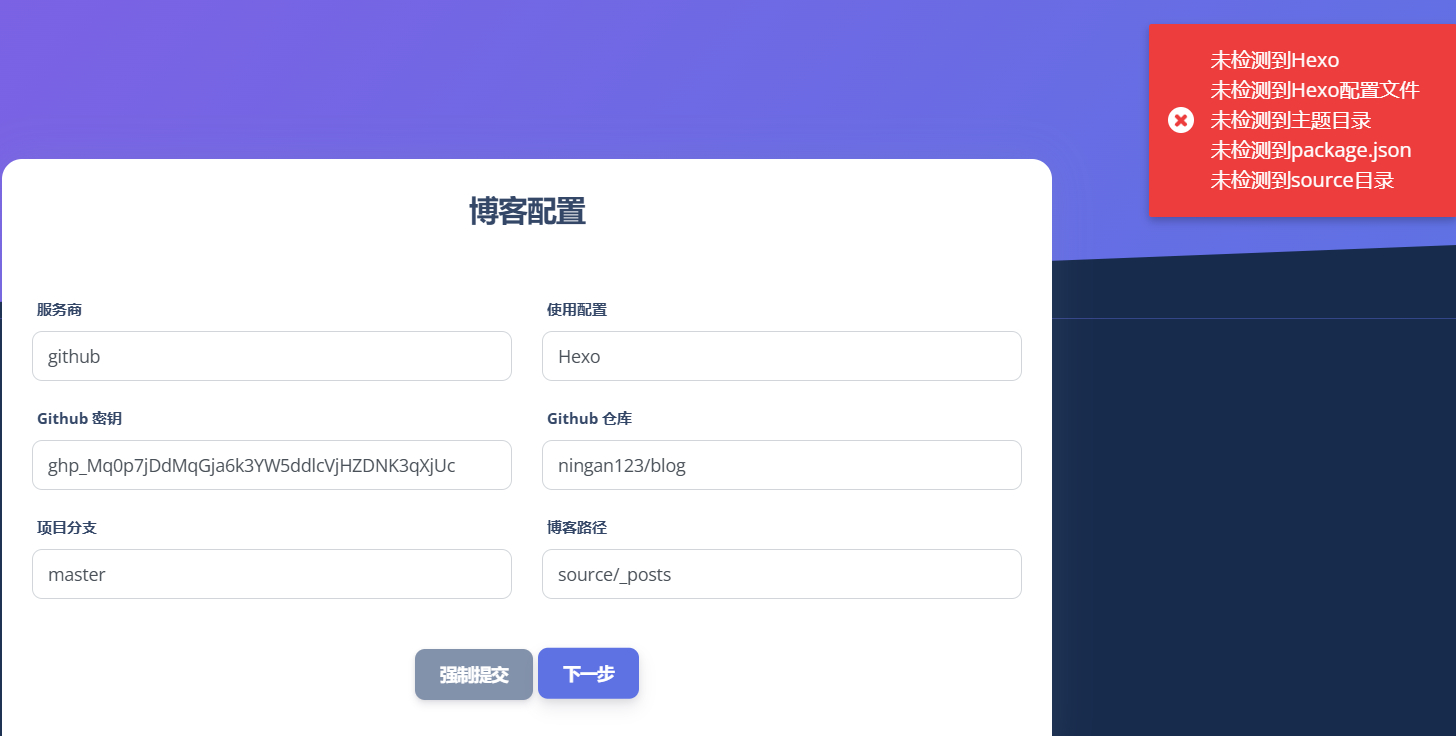 未检测到Hexo
未检测到Hexo配置文件
未检测到主题目录
未检测到package.json
未检测到source目录
博客配置
服务商
使用配置
github
Hexo
Github 密钥
Github 仓库
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
ningan123/blog
项目分支
博客路径
master
source/_posts
强制提交
下一步